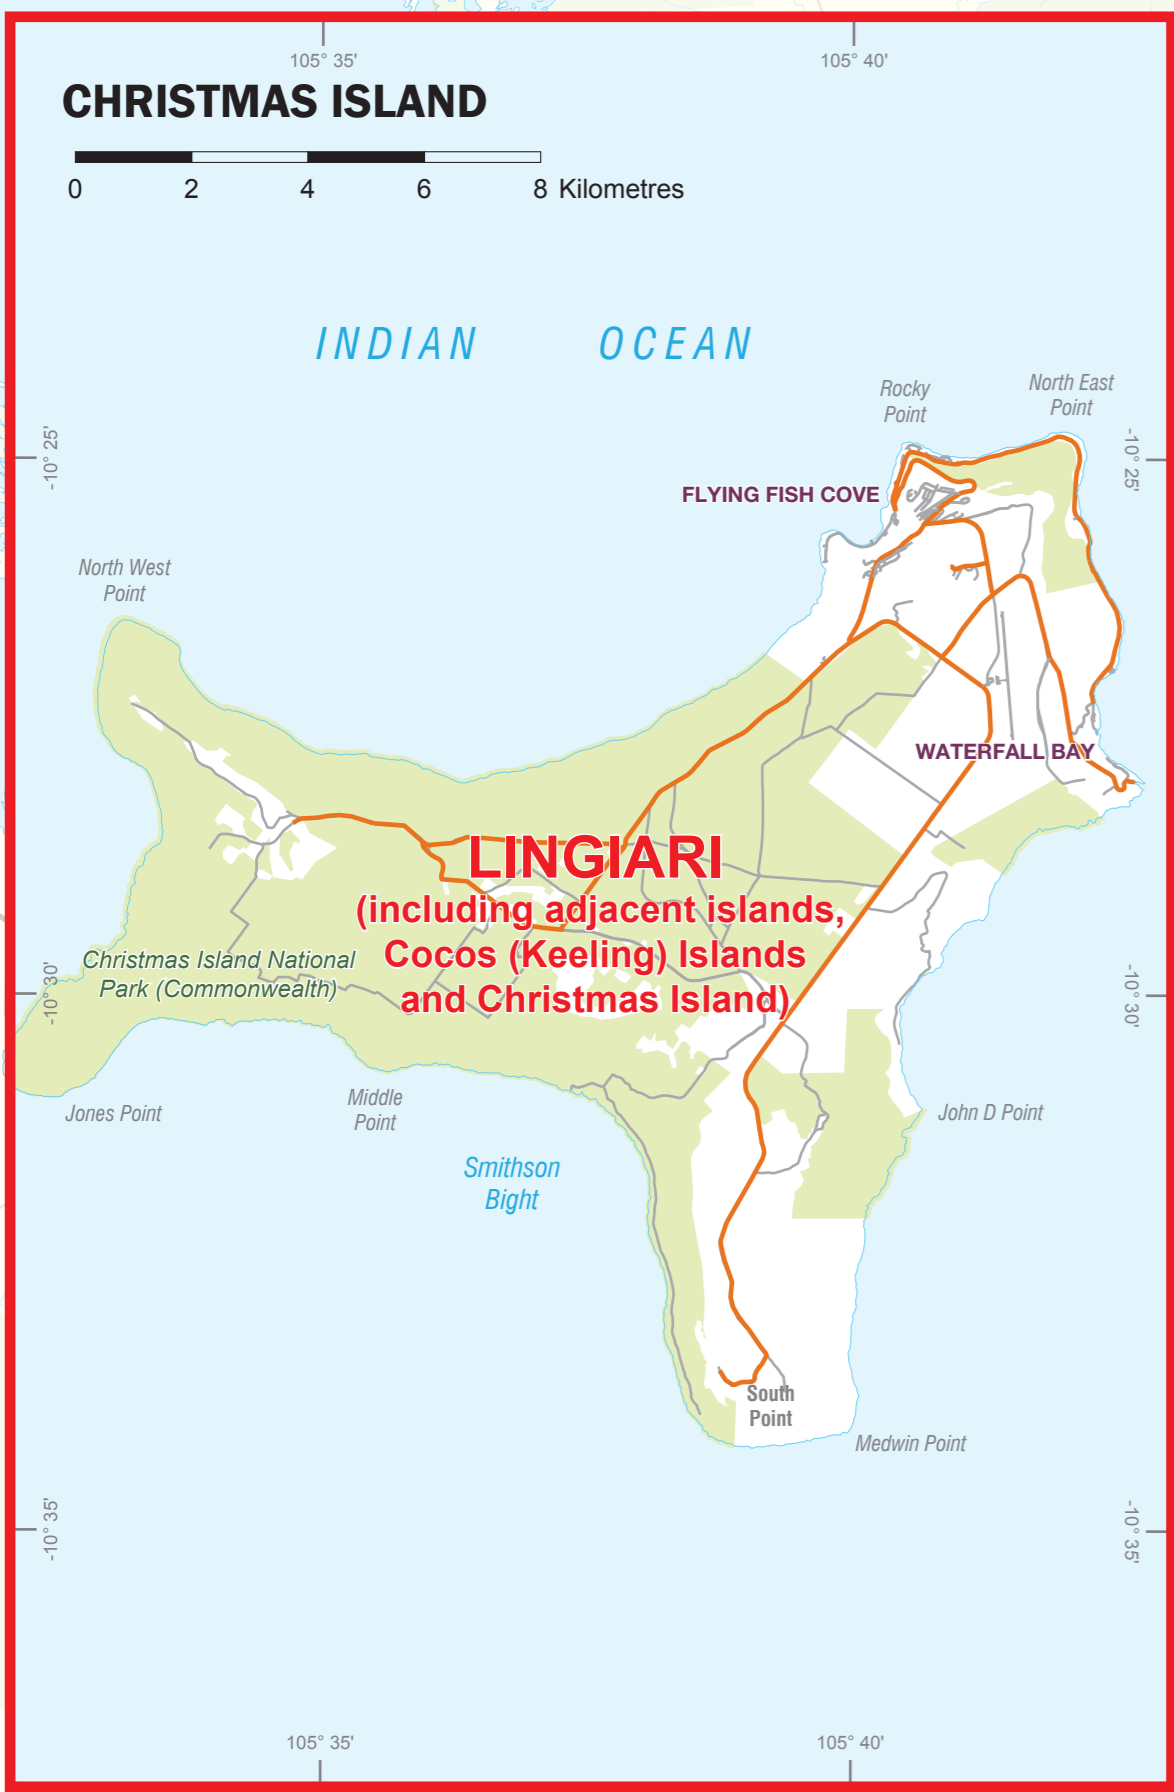 105° 35'
105° 40'
CHRISTMAS ISLAND
0 2 4 6 8 Kilometres
INDIAN OCEAN
Rocky
Point
North East
Point
-10° 25'
-10° 25'
FLYING FISH COVE
North West
Point
WATERFALL BAY
LINGIARI
(including adjacent islands,
Cocos (Keeling) Islands
and Christmas Island)
Christmas Island National
Park (Commonwealth)
-10° 30'
-10° 30'
Jones Point
Middle
Point
John D Point
Smithson
Bight
South
Point
Medwin Point
-10° 35'
-10° 35'
105° 35'
105° 40'